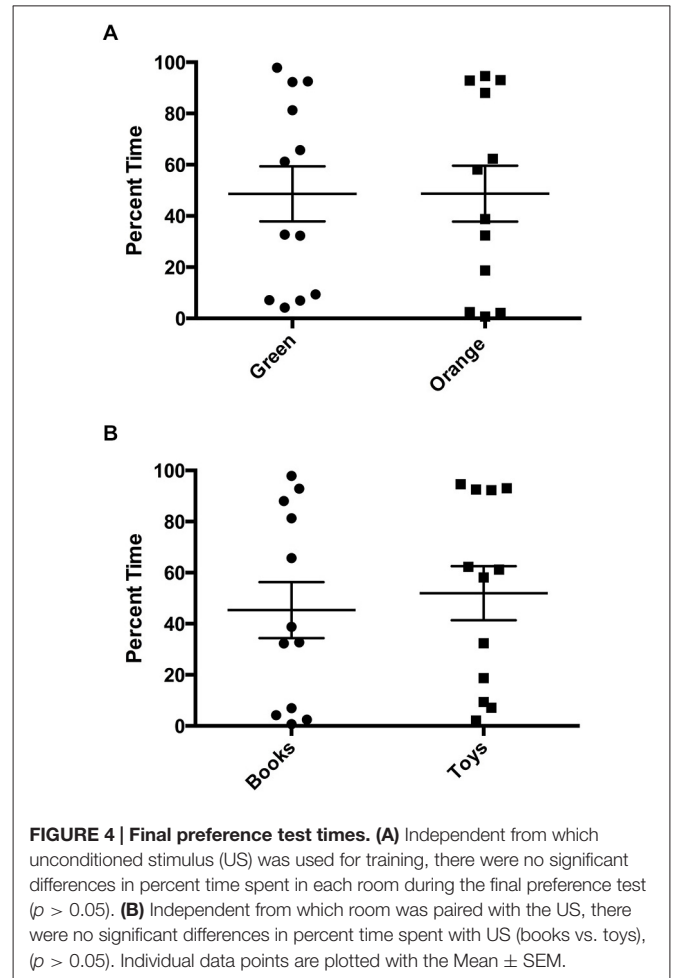 A
100
80
60
40
20
0
Percent Time
Green
Orange
B
100
80
60
40
20
0
Percent Time
Books
Toys
FIGURE 4 | Final preference test times. (A) Independent from which
unconditioned stimulus (US) was used for training, there were no significant
differences in percent time spent in each room during the final preference test
(p > 0.05). (B) Independent from which room was paired with the US, there
were no significant differences in percent time spent with US (books vs. toys),
(p > 0.05). Individual data points are plotted with the Mean ± SEM.